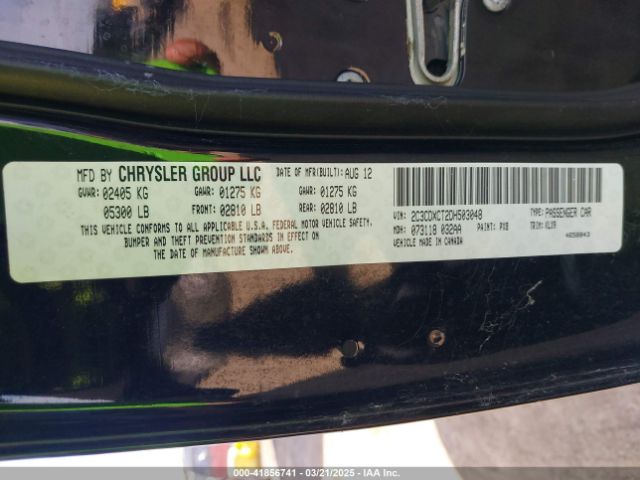 MFD BY CHRYSLER GROUP LLC DATE OF MFR(BUILT): AUG 12
GVWR: 02405 KG GAWR: 01275 KG GAWR: 01275 KG
05300 LB FRONT: 02810 LB REAR: 02810 LB
THIS VEHICLE CONFORMS TO ALL APPLICABLE U.S.A. FEDERAL MOTOR VEHICLE SAFETY,
BUMPER AND THEFT PREVENTION STANDARDS IN EFFECT ON
THE DATE OF MANUFACTURE SHOWN ABOVE.
VIN: 2C3CDXCT2DH503048 TYPE: PASSENGER CAR
MDH: 073118 032AA PAINT: PXB TRIM: XLX9
VEHICLE MADE IN CANADA
000-41856741 - 03/21/2025 - IAA Inc.